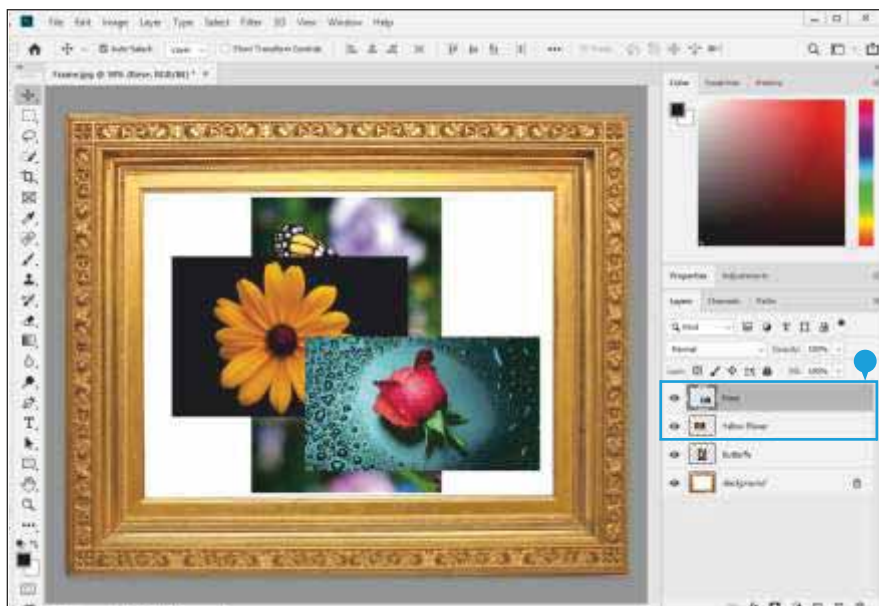 File Edit Image Layer Type Select Filter 3D View Window Help
Auto-Select: Layer Show Transform Controls
Frame.jpg @ 50% (Rose, RGB/8#) *
Color Swatches History
Properties Adjustments
Layers Channels Paths
Kind
Normal Opacity: 100%
Lock: Fill: 100%
Rose
Yellow Flower
Butterfly
Background